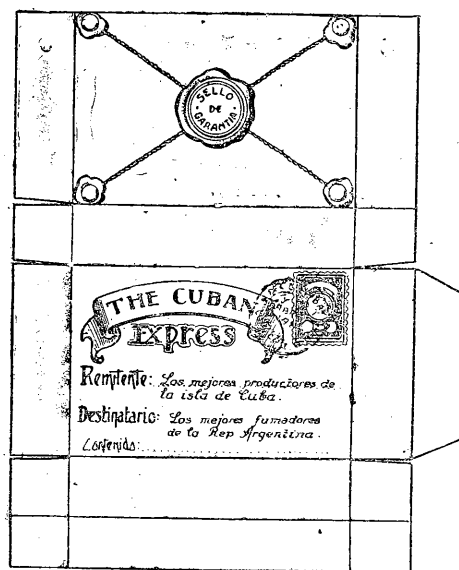 SELLO
DE
GARANTIA
THE CUBAN
EXPRESS
Remitente: Los mejores productores de
la isla de Cuba.
Destinatario: Los mejores fumadores
de la Rep Argentina.
Contenido: